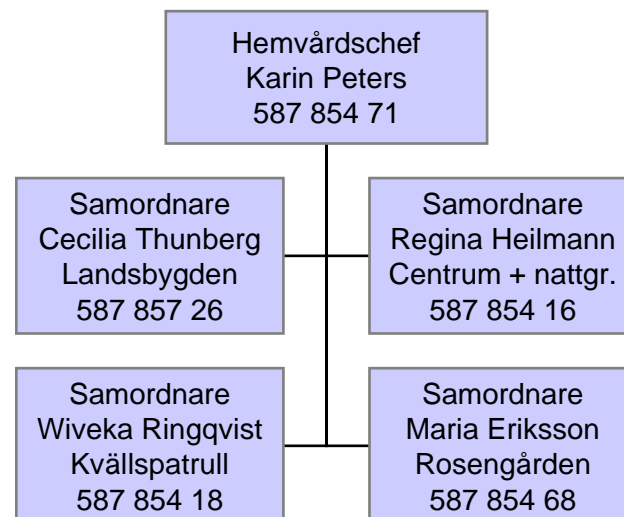 Hemvårdschef
Karin Peters
587 854 71
Samordnare
Cecilia Thunberg
Landsbygden
587 857 26
Samordnare
Regina Heilmann
Centrum + nattgr.
587 854 16
Samordnare
Wiveka Ringqvist
Kvällspatrull
587 854 18
Samordnare
Maria Eriksson
Rosengården
587 854 68